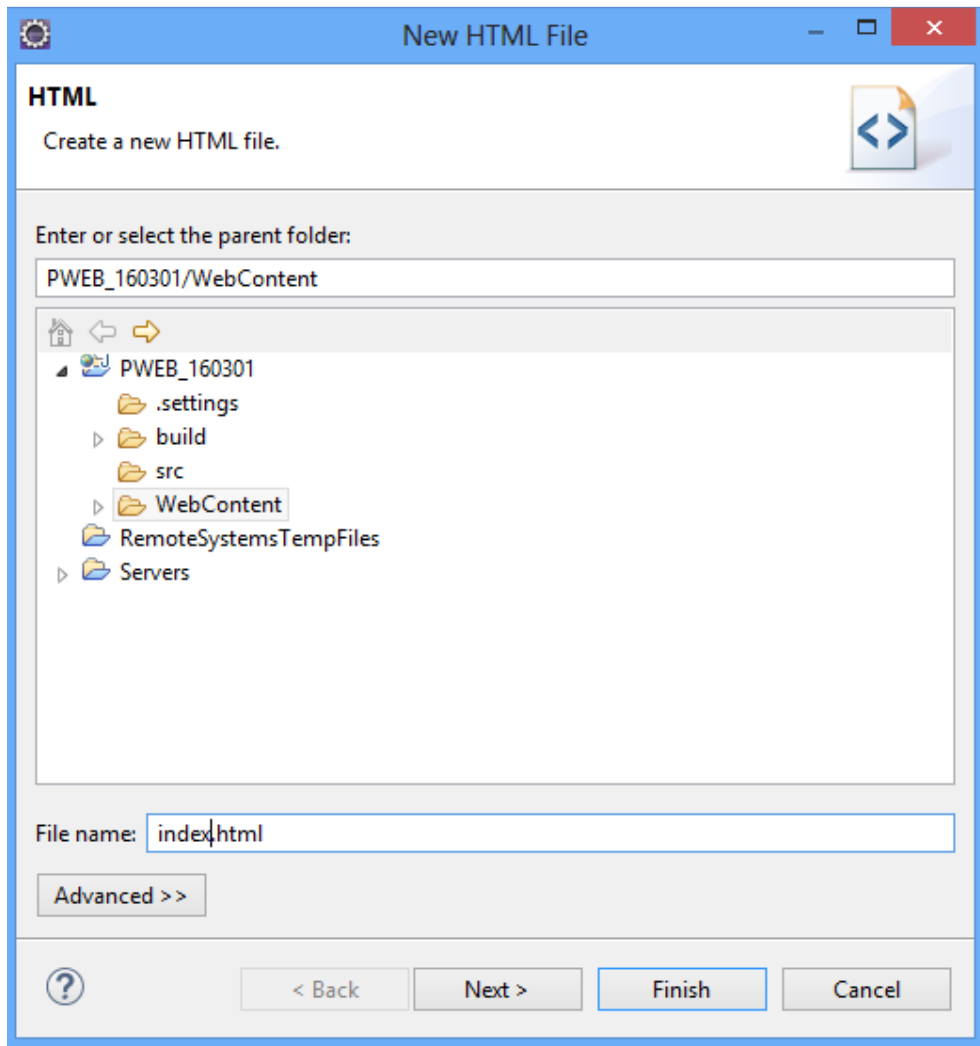 New HTML File
HTML
Create a new HTML file.
Enter or select the parent folder:
PWEB_160301/WebContent
PWEB_160301
.settings
build
src
WebContent
RemoteSystemsTempFiles
Servers
File name: index.html
Advanced >>
< Back Next > Finish Cancel